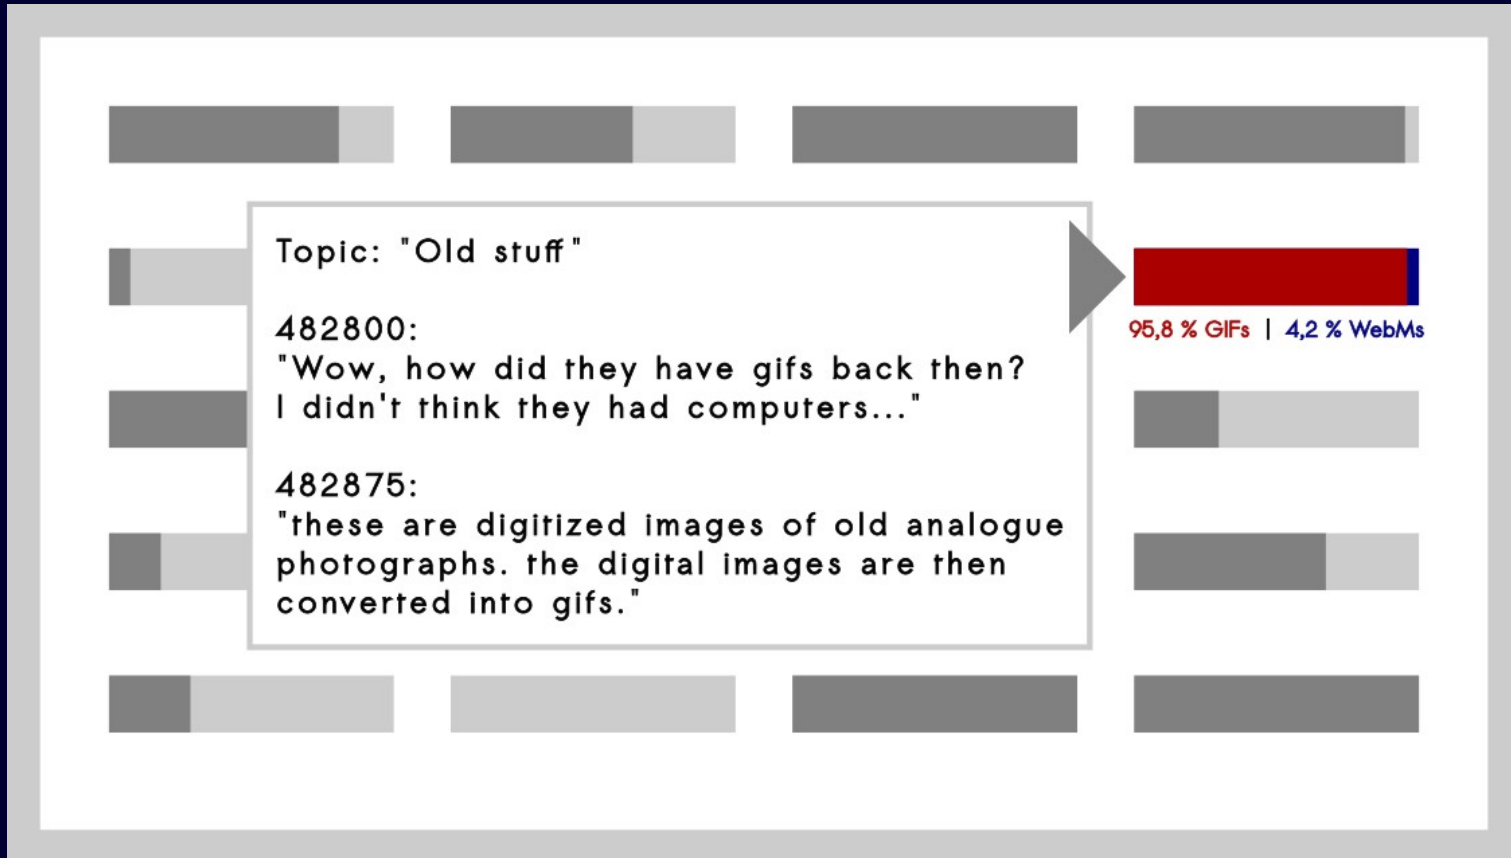 Topic: "Old stuff"
482800:
"Wow, how did they have gifs back then?
I didn't think they had computers..."
482875:
"these are digitized images of old analogue
photographs. the digital images are then
converted into gifs."
95,8 % GIFs | 4,2 % WebMs